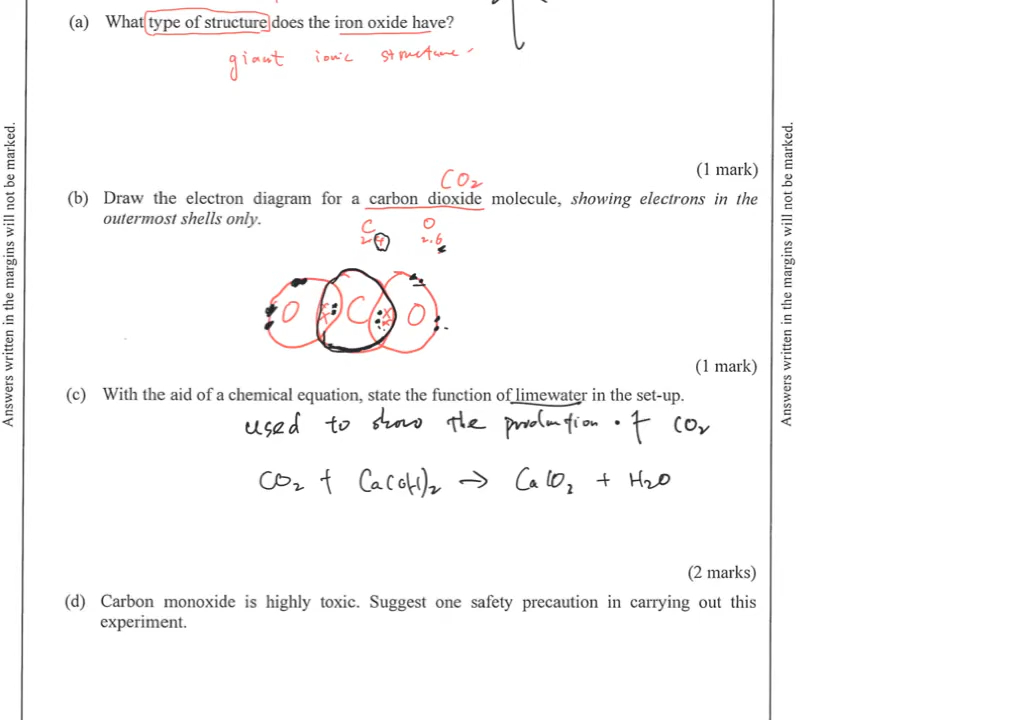 (a) What type of structure does the iron oxide have?
giant ionic structure.
(1 mark)
CO2
(b) Draw the electron diagram for a carbon dioxide molecule, showing electrons in the
outermost shells only.
C O
2.4 2.6
O C O
(1 mark)
(c) With the aid of a chemical equation, state the function of limewater in the set-up.
used to show the production of CO2
CO2 + Ca(OH)2 → CaCO3 + H2O
(2 marks)
(d) Carbon monoxide is highly toxic. Suggest one safety precaution in carrying out this
experiment.
Answers written in the margins will not be marked.
Answers written in the margins will not be marked.